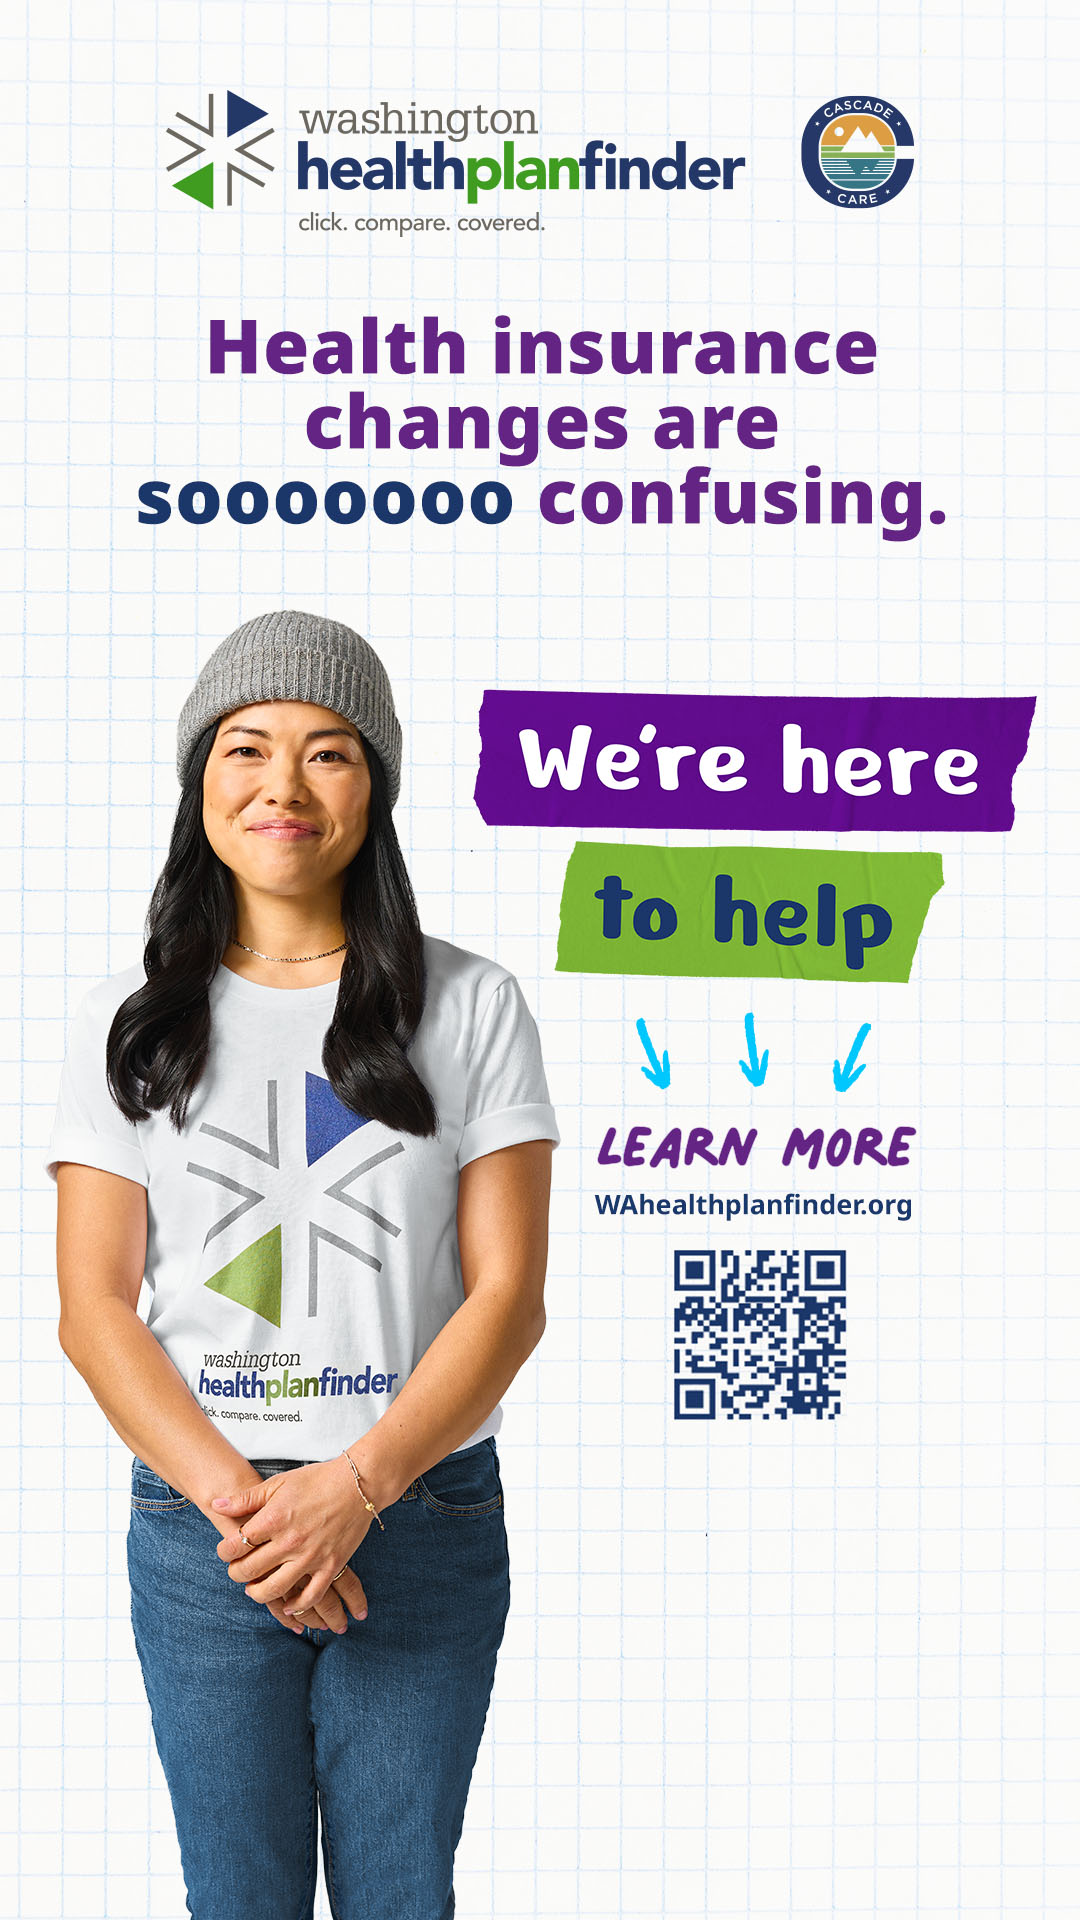 washington
healthplanfinder
click. compare. covered.
CASCADE
CARE
Health insurance
changes are
soooooooo confusing.
We're here
to help
LEARN MORE
WAhealthplanfinder.org
washington
healthplanfinder
click. compare. covered.